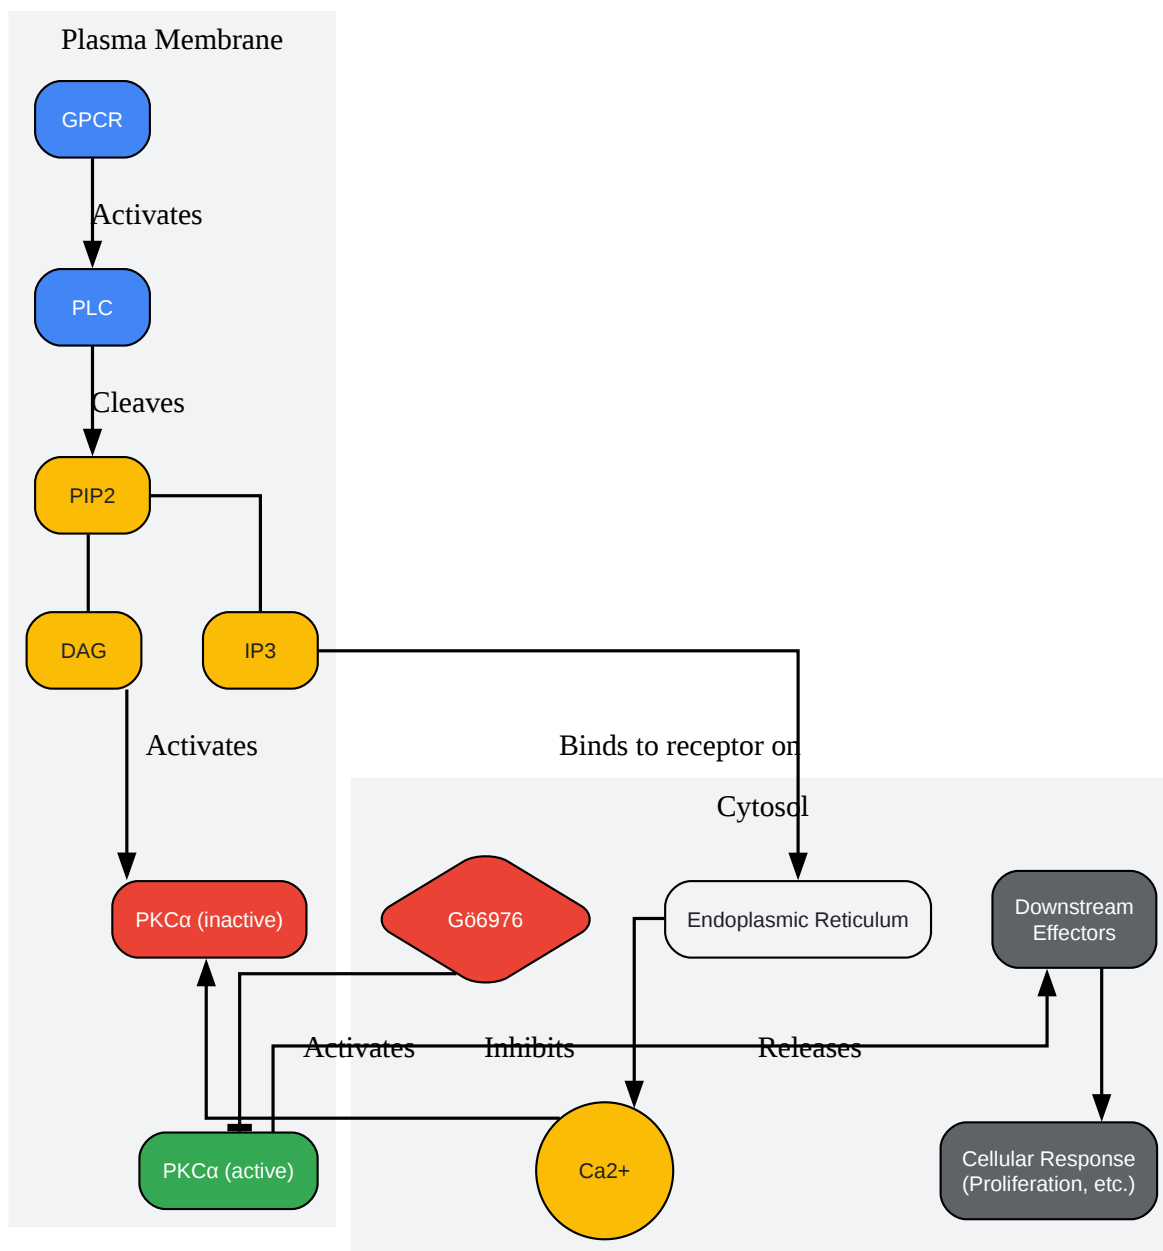 Plasma Membrane
GPCR
Activates
PLC
Cleaves
PIP2
DAG
IP3
Activates
Binds to receptor on
Cytosol
PKCα (inactive)
Gö6976
Endoplasmic Reticulum
Downstream
Effectors
Activates
Inhibits
Releases
PKCα (active)
Ca2+
Cellular Response
(Proliferation, etc.)